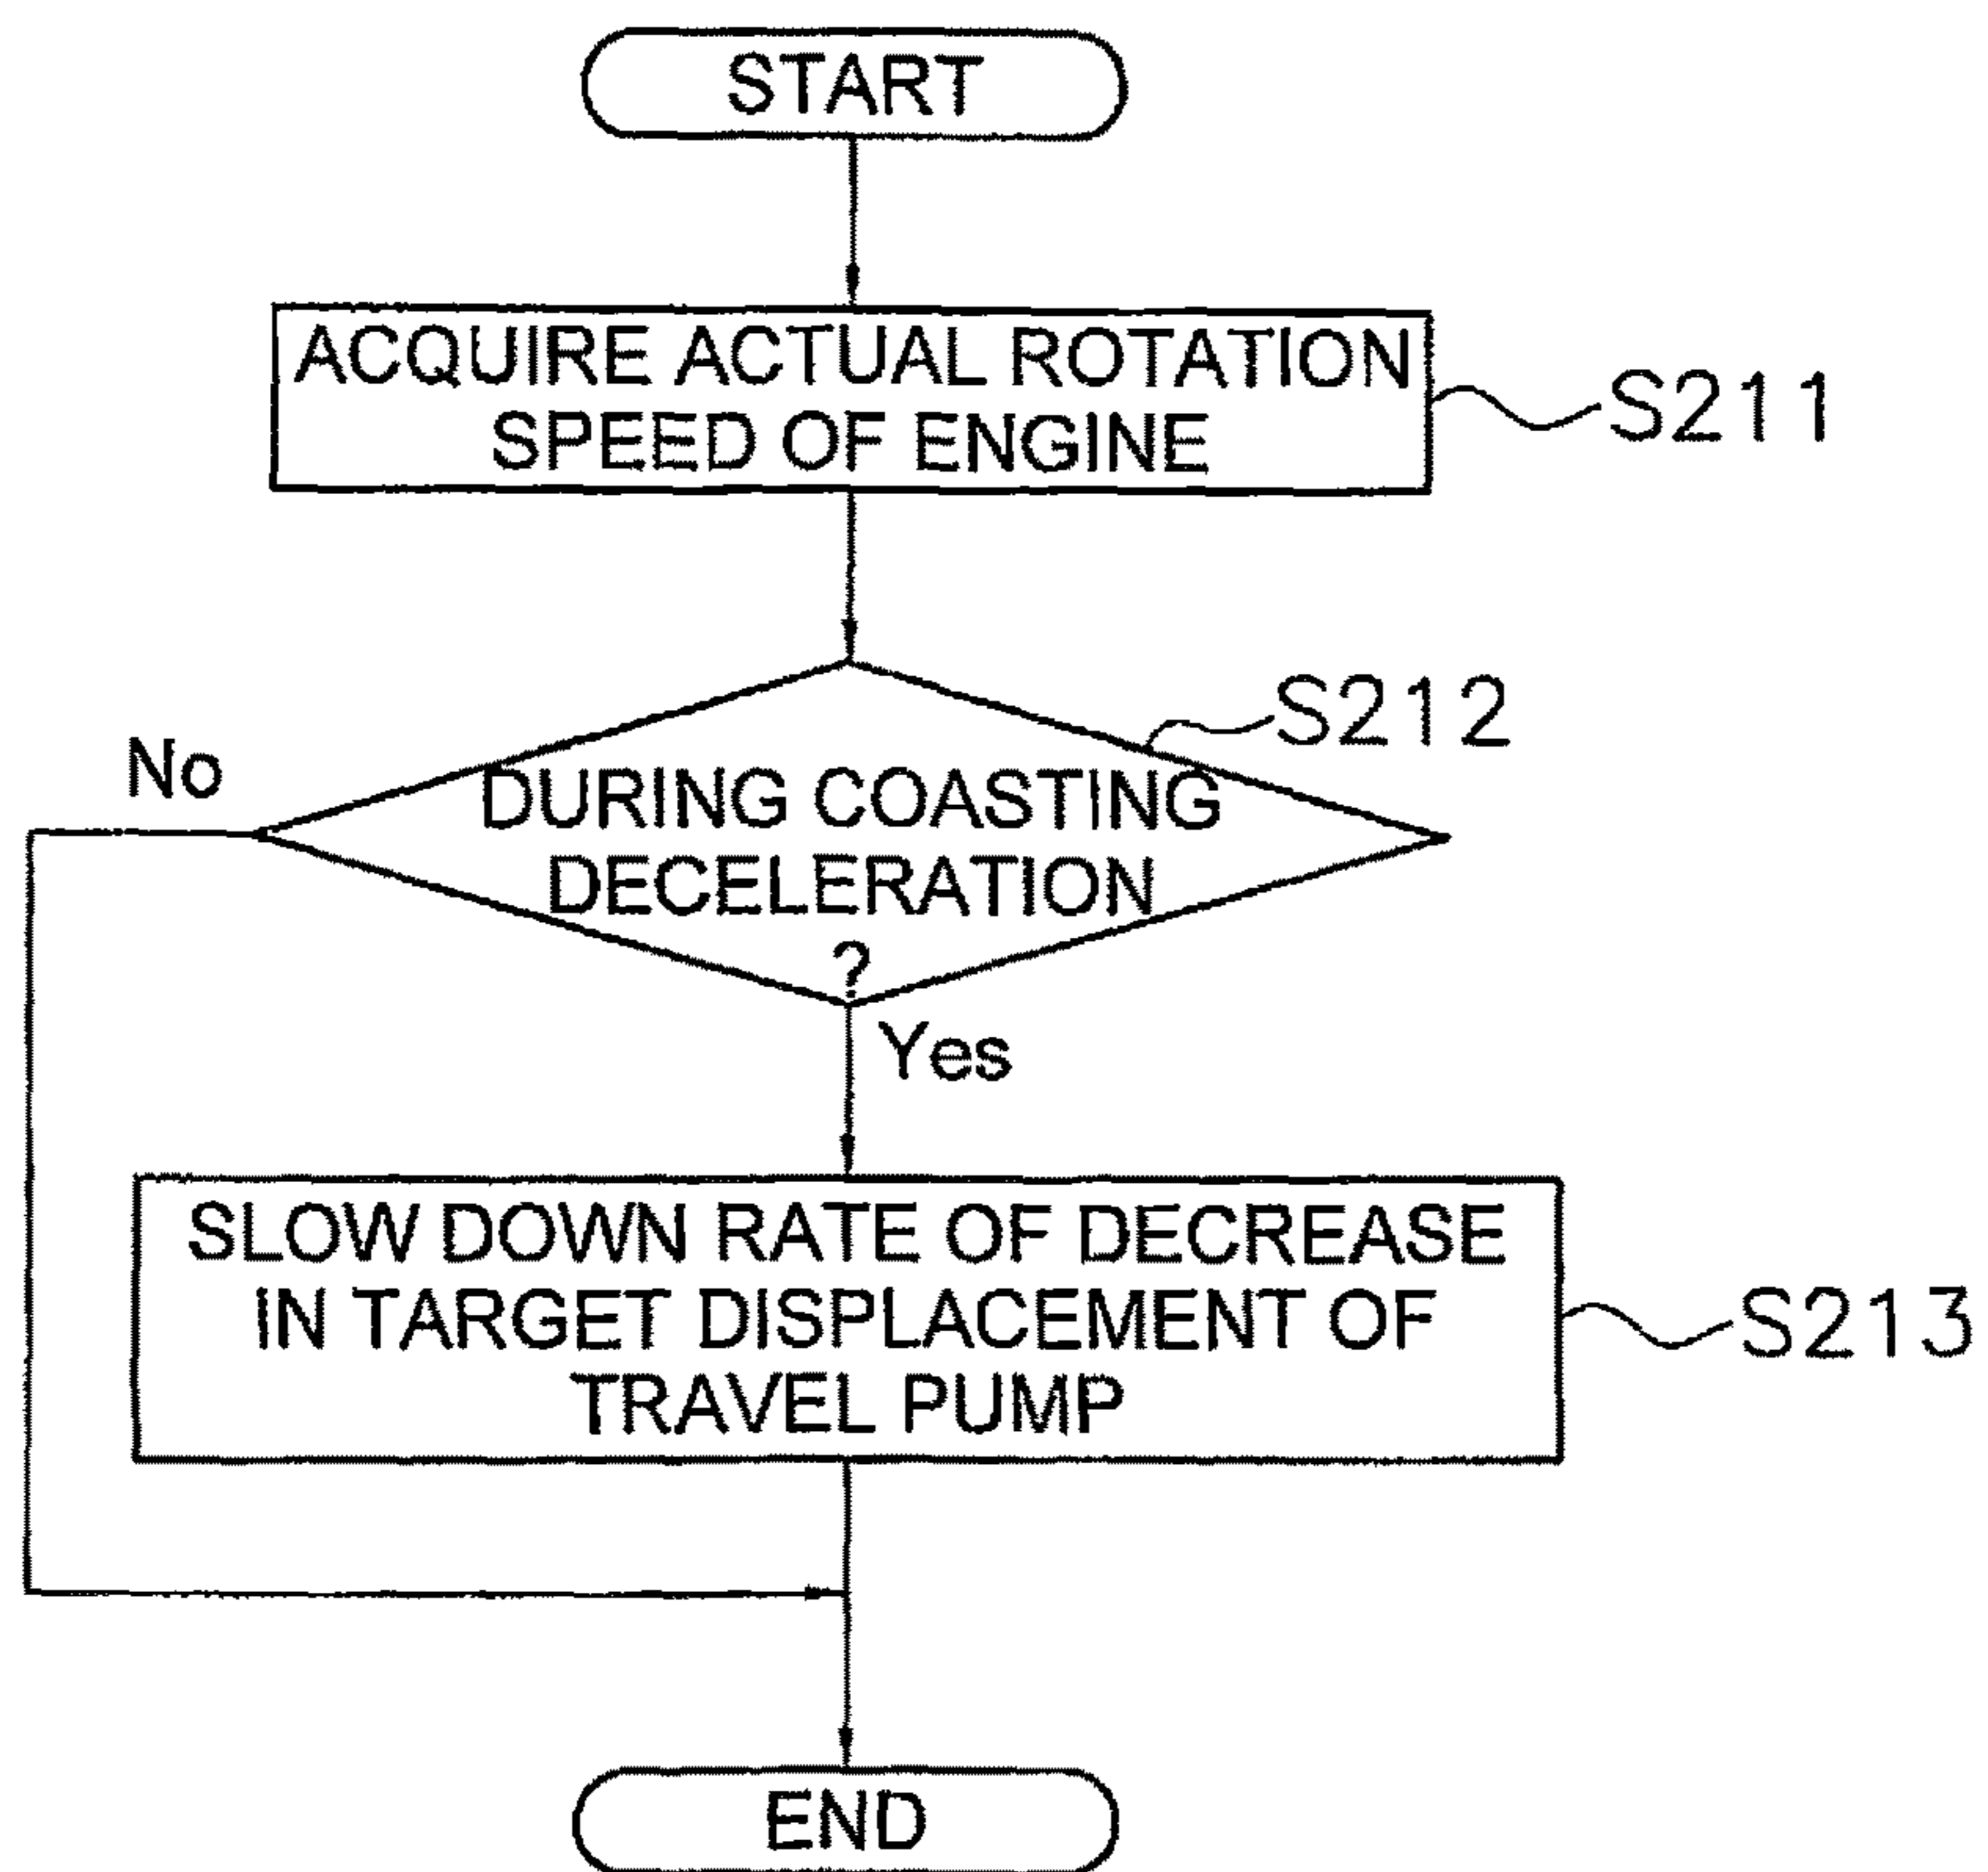 START
ACQUIRE ACTUAL ROTATION
SPEED OF ENGINE
S211
S212
No
DURING COASTING
DECELERATION
?
Yes
SLOW DOWN RATE OF DECREASE
IN TARGET DISPLACEMENT OF
TRAVEL PUMP
S213
END